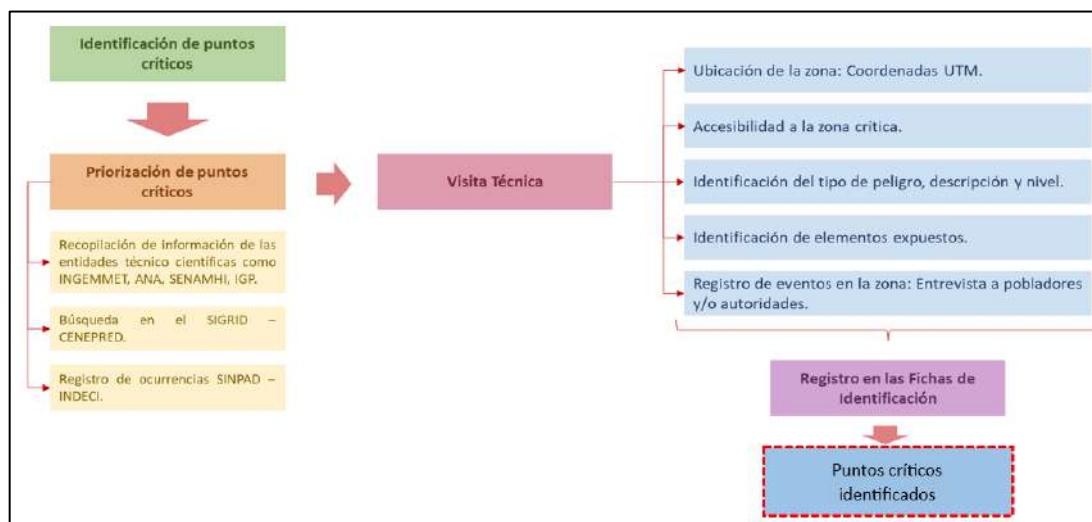 Identificación de puntos
críticos
Priorización de puntos
críticos
Recopilación de información de las
entidades técnico científicas como
INGEMMET, ANA, SENAMHI, IGP.
Búsqueda en el SIGRID –
CENEPRED.
Registro de ocurrencias SINPAD –
INDECI.
Visita Técnica
Ubicación de la zona: Coordenadas UTM.
Accesibilidad a la zona crítica.
Identificación del tipo de peligro, descripción y nivel.
Identificación de elementos expuestos.
Registro de eventos en la zona: Entrevista a pobladores
y/o autoridades.
Registro en las Fichas de
Identificación
Puntos críticos
identificados